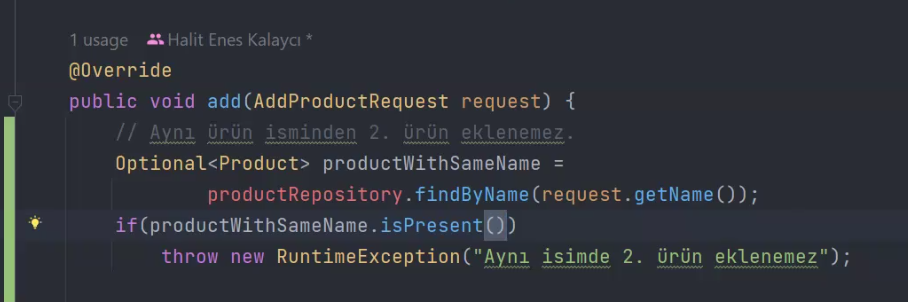 1 usage Halit Enes Kalaycı *
@Override
public void add(AddProductRequest request) {
// Aynı ürün isminden 2. ürün eklenemez.
Optional<Product> productWithSameName =
productRepository.findByName(request.getName());
if(productWithSameName.isPresent())
throw new RuntimeException("Aynı isimde 2. ürün eklenemez");